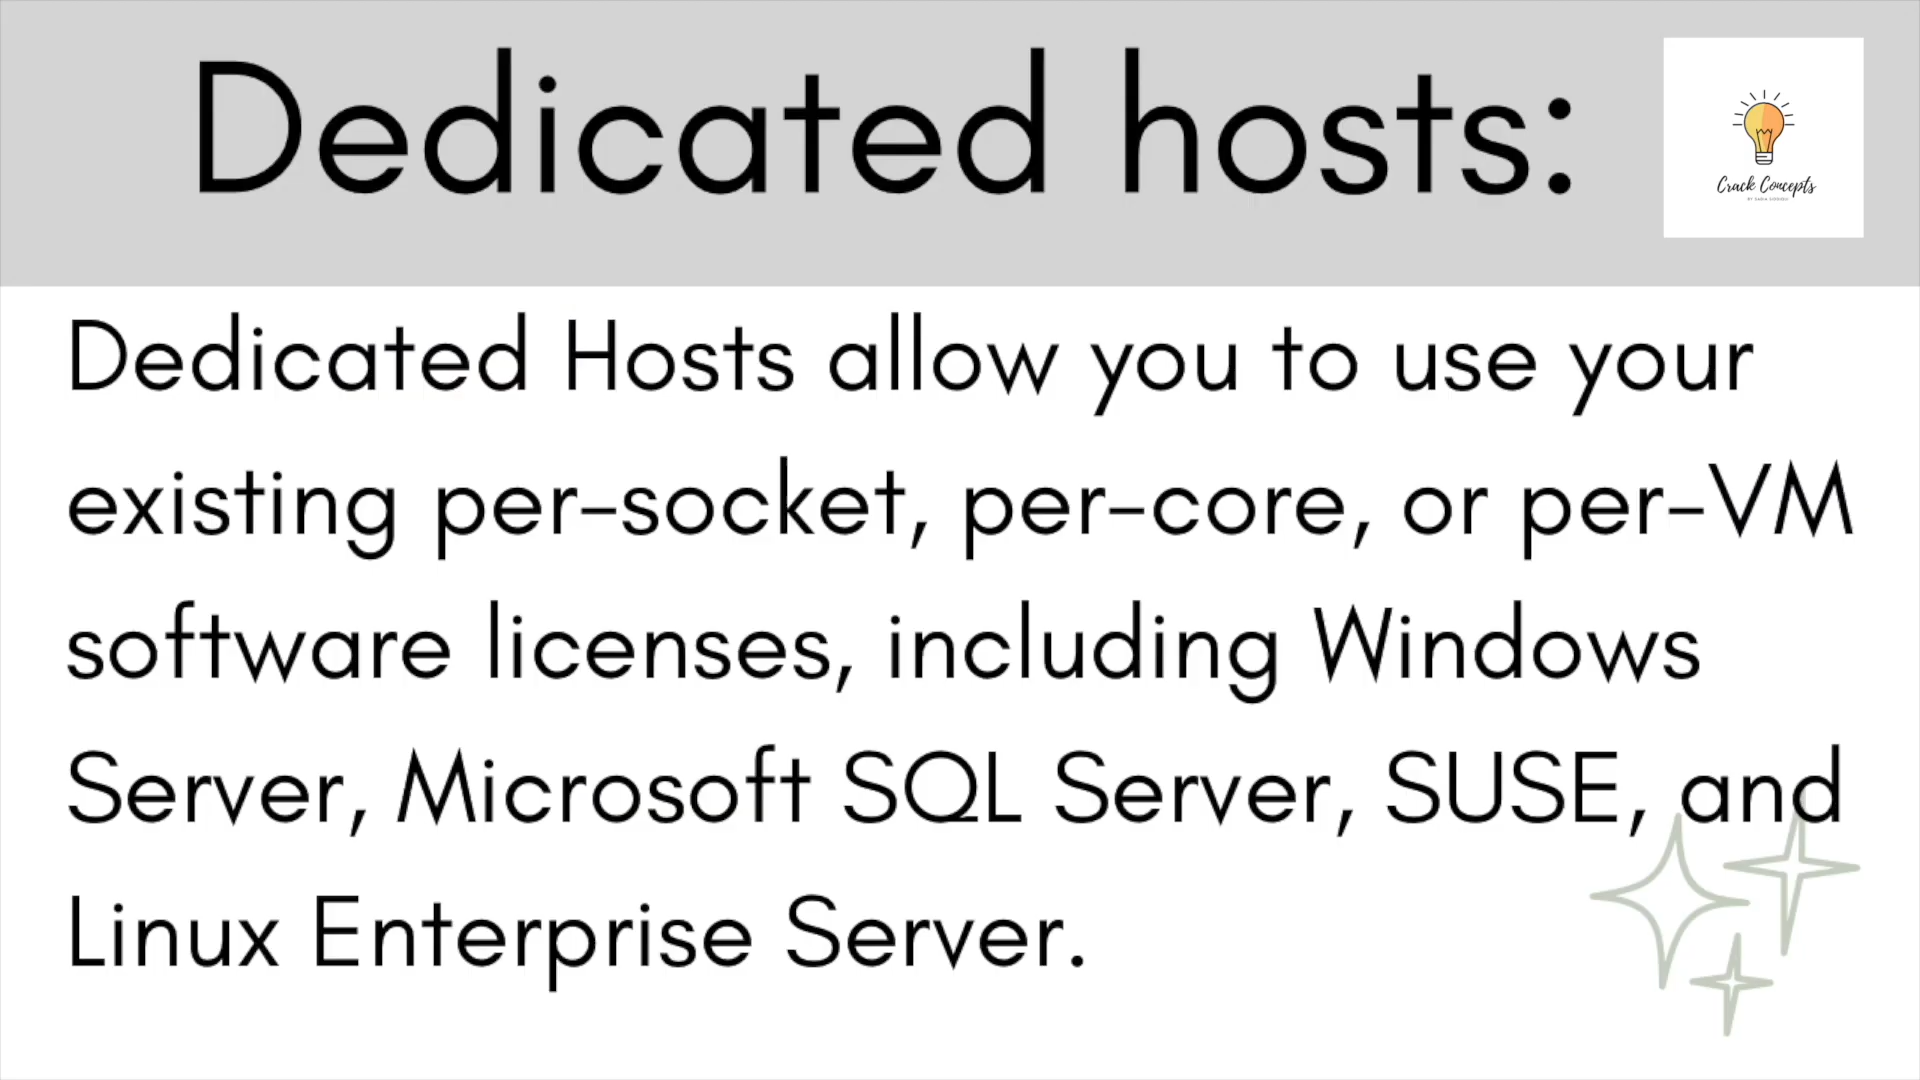 Dedicated hosts:
Crack Concepts
Dedicated Hosts allow you to use your
existing per-socket, per-core, or per-VM
software licenses, including Windows
Server, Microsoft SQL Server, SUSE, and
Linux Enterprise Server.